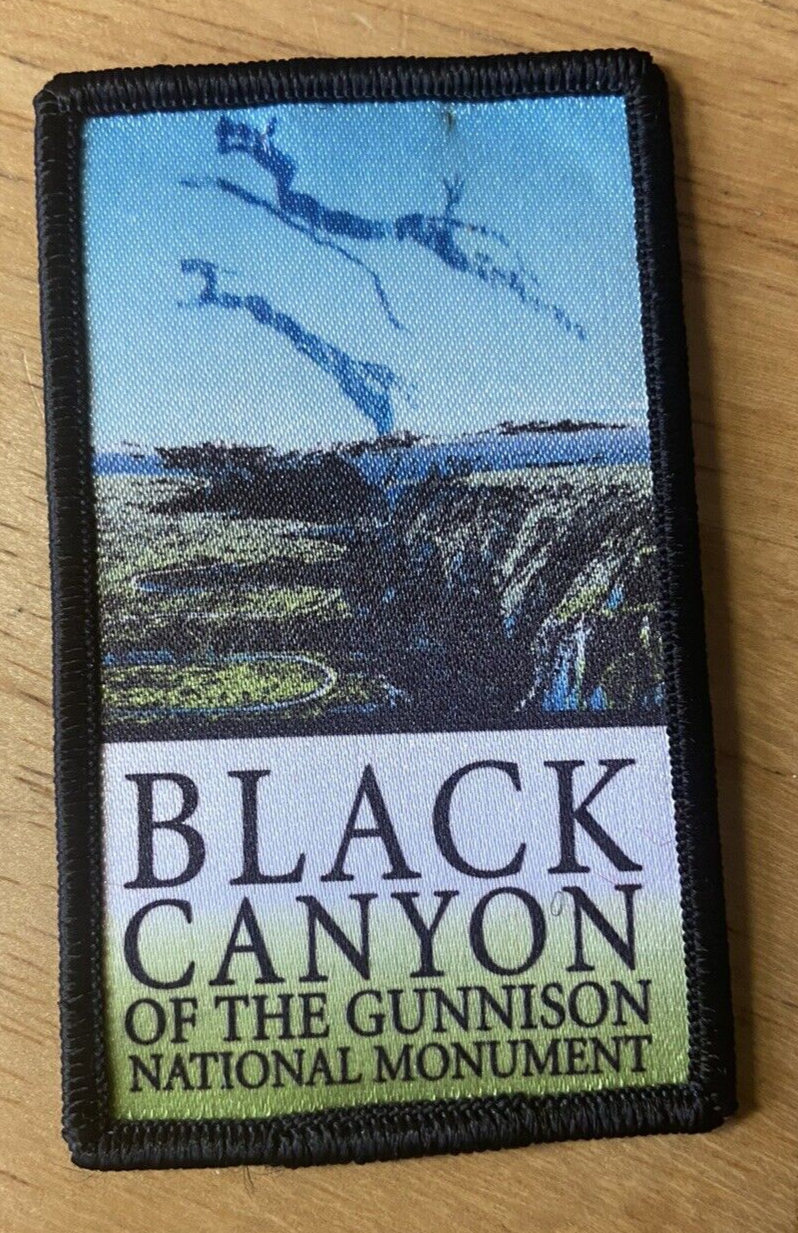 BLACK
CANYON
OF THE GUNNISON
NATIONAL MONUMENT